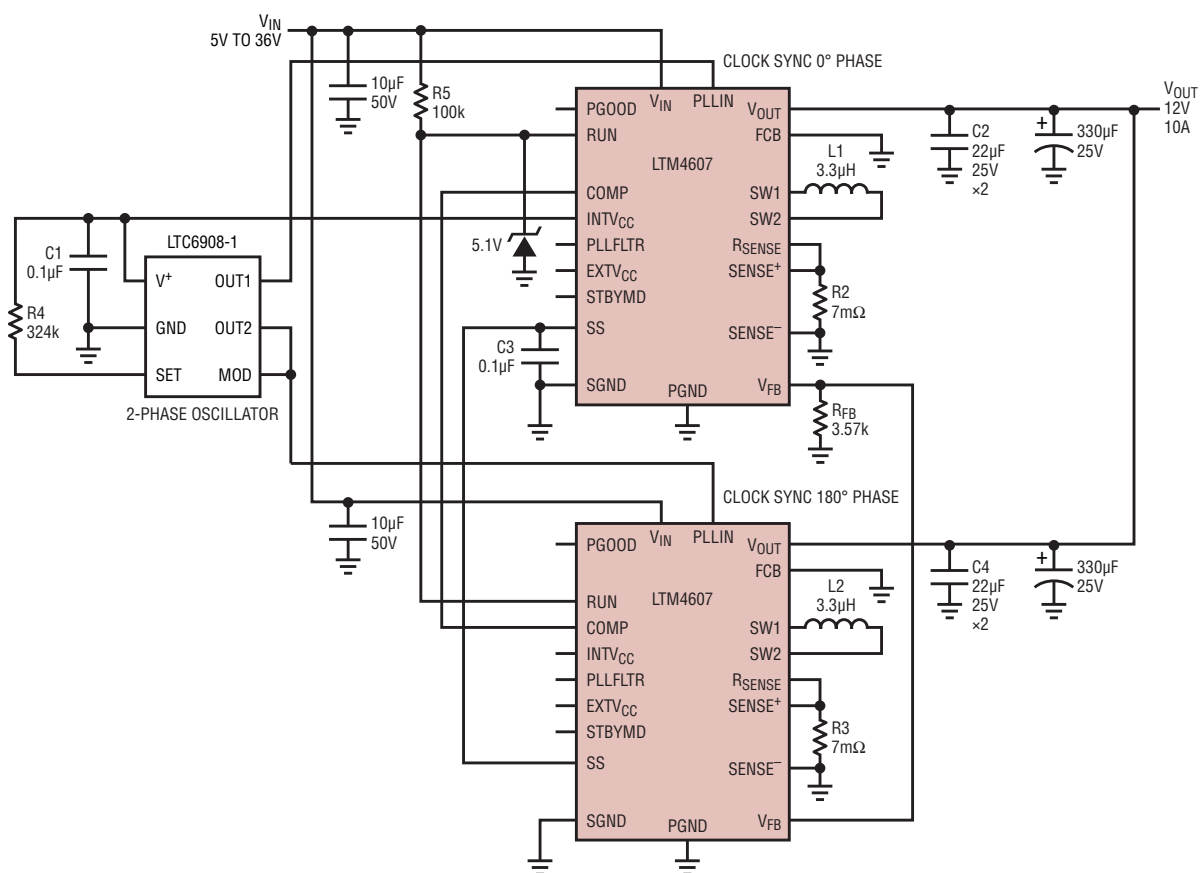 VIN
5V TO 36V
10µF
50V
R5
100k
CLOCK SYNC 0° PHASE
VIN
PLLIN
PGOOD
RUN
COMP
INTVCC
PLLFLTR
EXTVCC
STBYMD
SS
SGND
PGND
LTM4607
VOUT
FCB
SW1
SW2
RSENSE
SENSE+
SENSE–
VFB
L1
3.3µH
R2
7mΩ
RFB
3.57k
C2
22µF
25V
×2
+
330µF
25V
VOUT
12V
10A
5.1V
C3
0.1µF
C1
0.1µF
R4
324k
LTC6908-1
V+
OUT1
GND
OUT2
SET
MOD
2-PHASE OSCILLATOR
10µF
50V
CLOCK SYNC 180° PHASE
VIN
PLLIN
PGOOD
RUN
COMP
INTVCC
PLLFLTR
EXTVCC
STBYMD
SS
SGND
PGND
LTM4607
VOUT
FCB
SW1
SW2
RSENSE
SENSE+
SENSE–
VFB
L2
3.3µH
R3
7mΩ
C4
22µF
25V
×2
+
330µF
25V